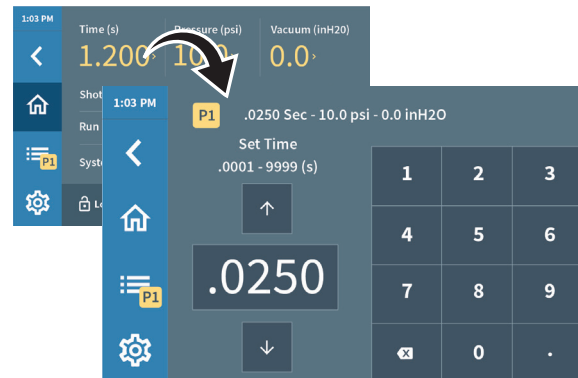 1:03 PM
Time (s)
Pressure (psi)
Vacuum (inH20)
1.200
10.0
0.0
Shot
Run
Syst
P1
Lo
1:03 PM
P1 .0250 Sec - 10.0 psi - 0.0 inH2O
Set Time
.0001 - 9999 (s)
.0250
P1
1 2 3
4 5 6
7 8 9
0 .